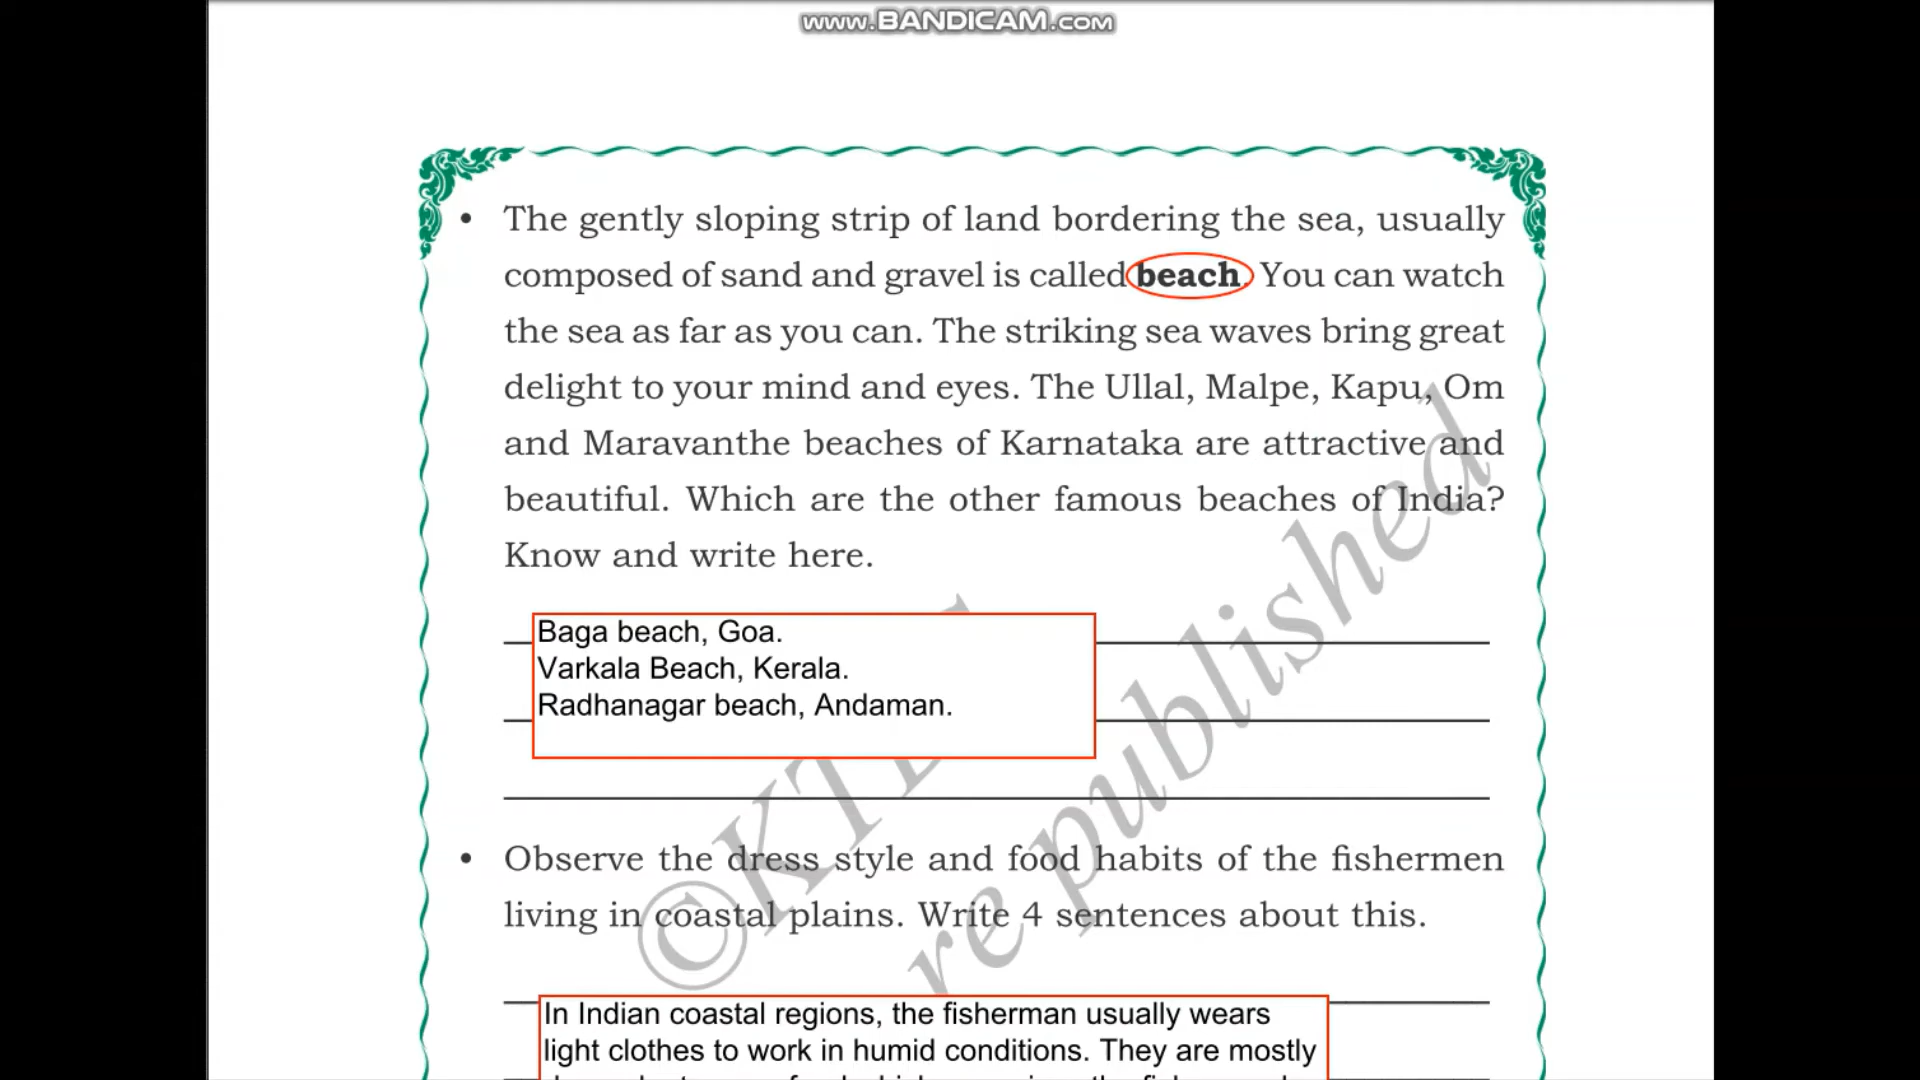 www.BANDICAM.com
• The gently sloping strip of land bordering the sea, usually
composed of sand and gravel is called beach. You can watch
the sea as far as you can. The striking sea waves bring great
delight to your mind and eyes. The Ullal, Malpe, Kapu, Om
and Maravanthe beaches of Karnataka are attractive and
beautiful. Which are the other famous beaches of India?
Know and write here.
Baga beach, Goa.
Varkala Beach, Kerala.
Radhanagar beach, Andaman.
• Observe the dress style and food habits of the fishermen
living in coastal plains. Write 4 sentences about this.
In Indian coastal regions, the fisherman usually wears
light clothes to work in humid conditions. They are mostly
©KT
re published